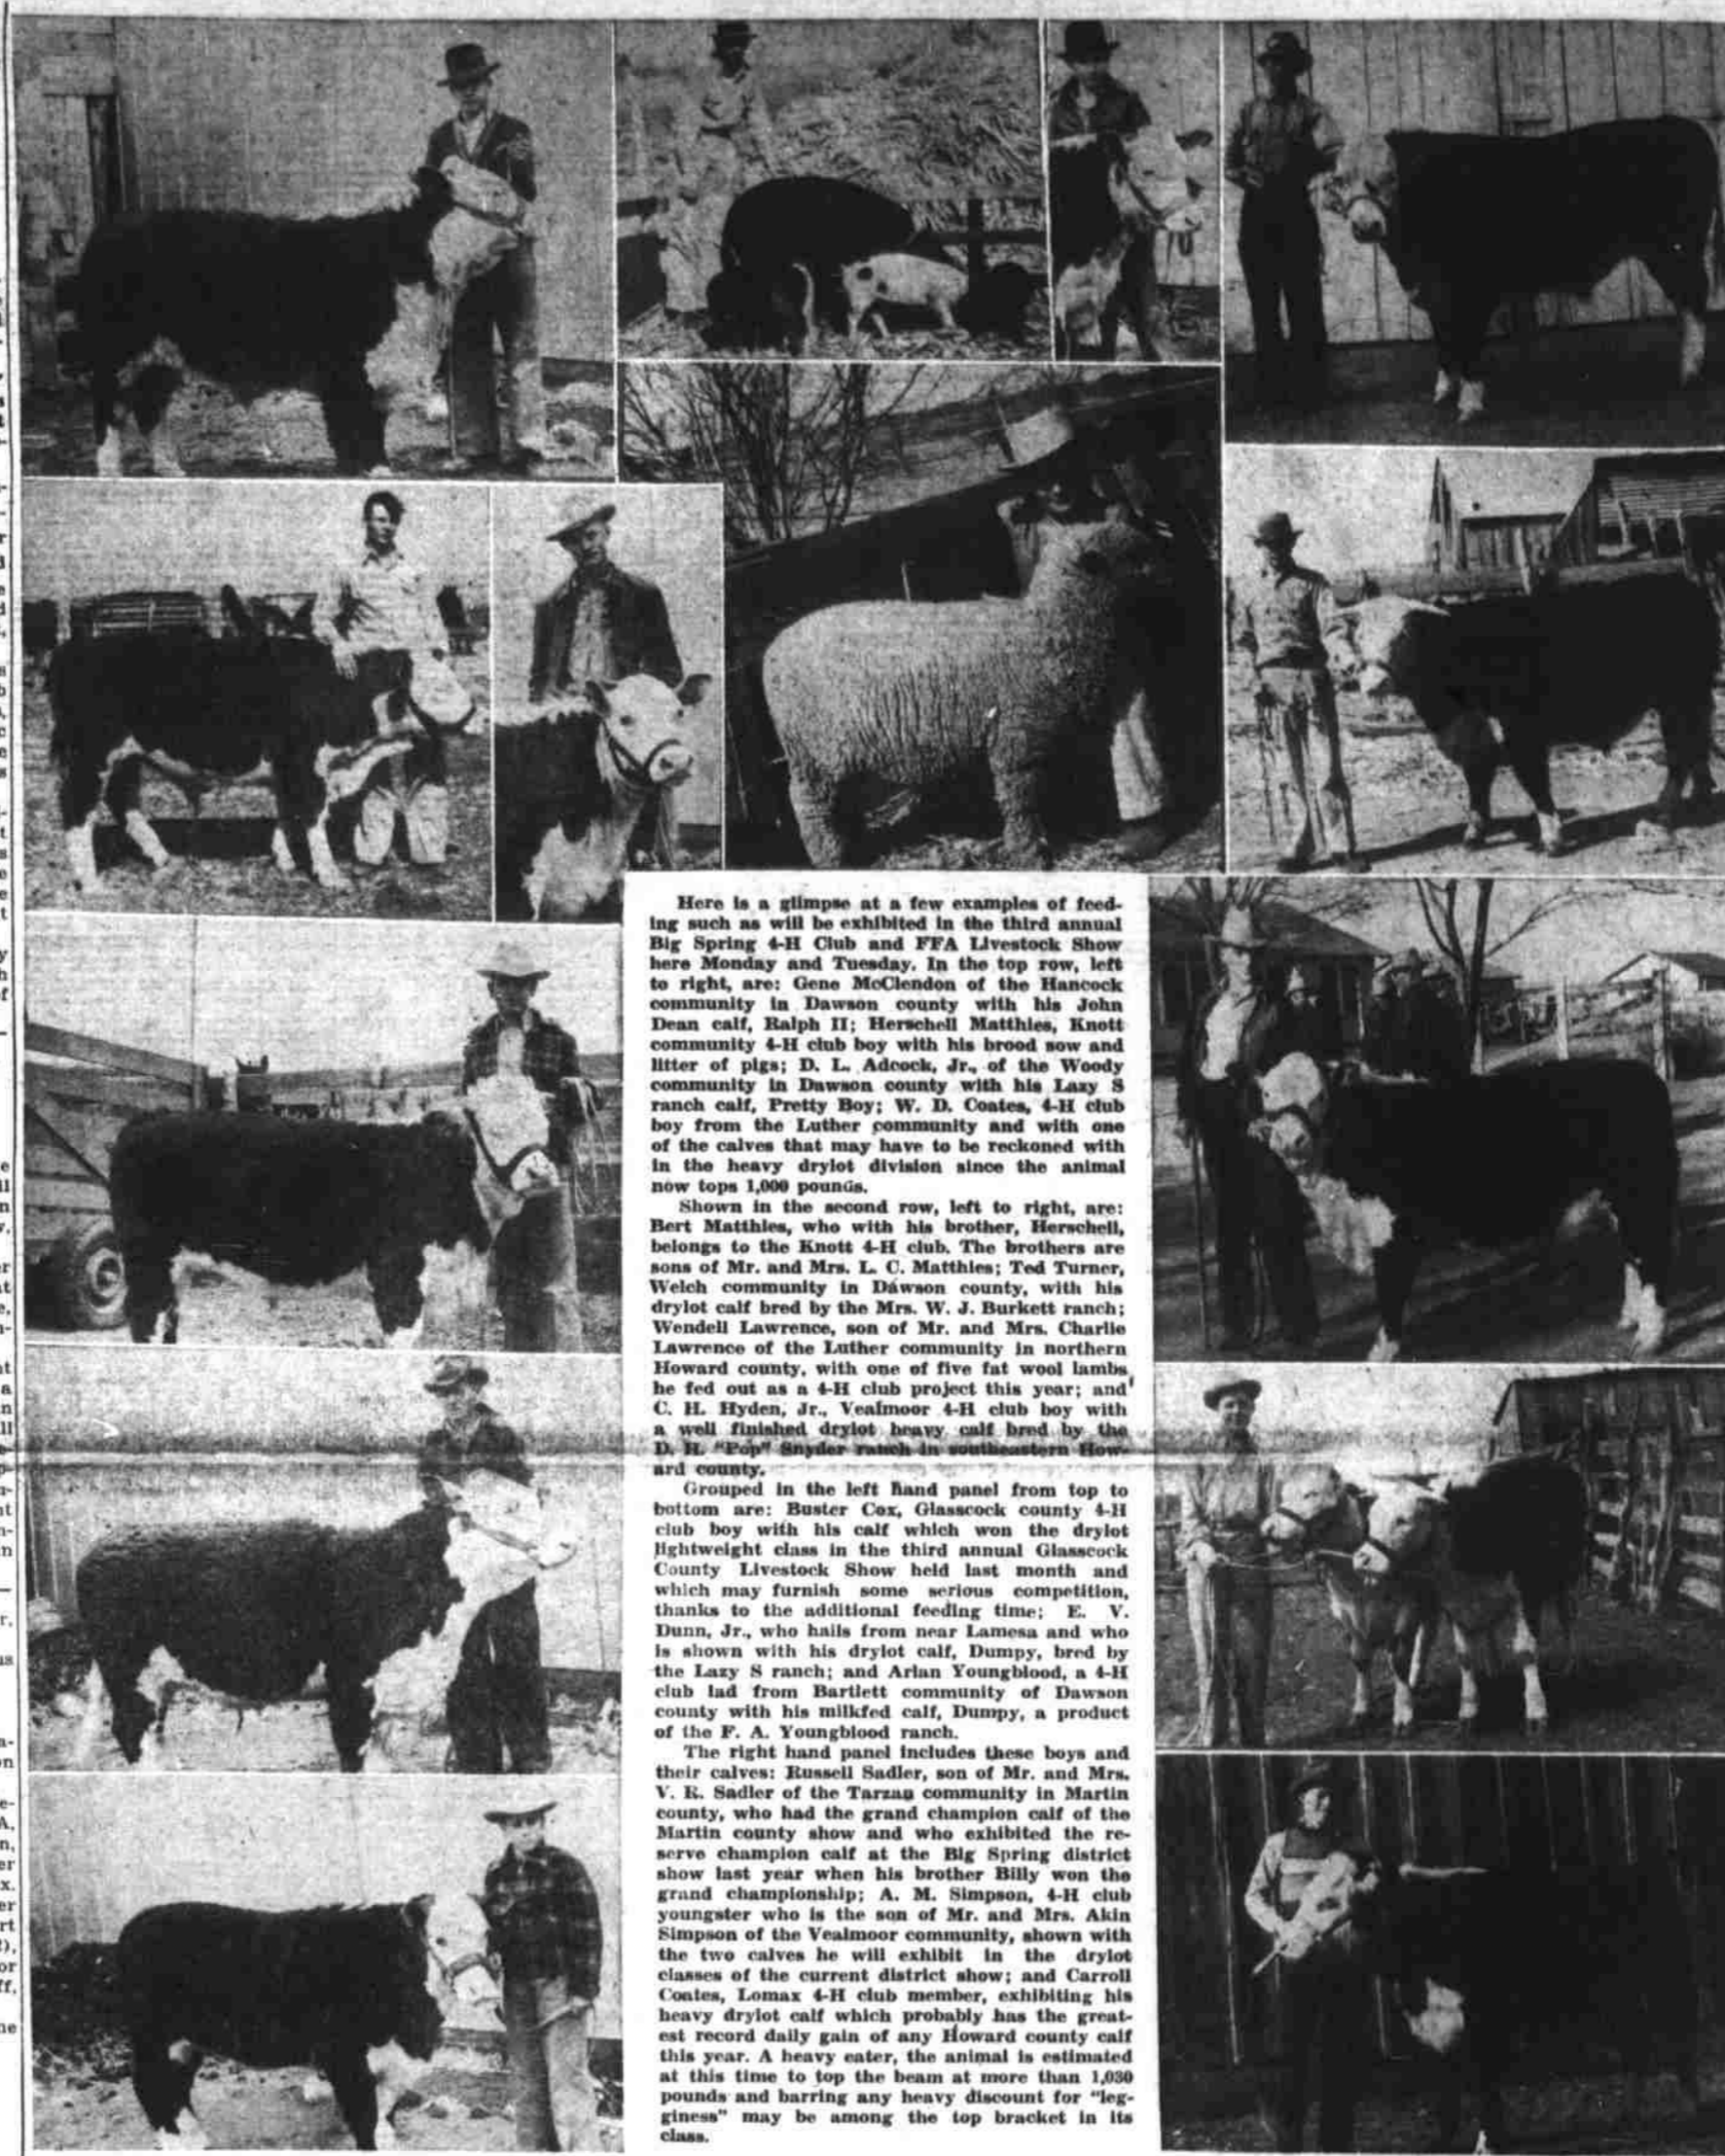 Here is a glimpse at a few examples of feed-
ing such as will be exhibited in the third annual
Big Spring 4-H Club and FFA Livestock Show
here Monday and Tuesday. In the top row, left
to right, are: Gene McClendon of the Hancock
community in Dawson county with his John
Dean calf, Ralph II; Herschell Matthies, Knott
community 4-H club boy with his brood sow and
litter of pigs; D. L. Adcock, Jr., of the Woody
community in Dawson county with his Lazy S
ranch calf, Pretty Boy; W. D. Coates, 4-H club
boy from the Luther community and with one
of the calves that may have to be reckoned with
in the heavy drylot division since the animal
now tops 1,000 pounds.
Shown in the second row, left to right, are:
Bert Matthies, who with his brother, Herschell,
belongs to the Knott 4-H club. The brothers are
sons of Mr. and Mrs. L. C. Matthies; Ted Turner,
Welch community in Dawson county, with his
drylot calf bred by the Mrs. W. J. Burkett ranch;
Wendell Lawrence, son of Mr. and Mrs. Charlie
Lawrence of the Luther community in northern
Howard county, with one of five fat wool lambs
he fed out as a 4-H club project this year; and
C. H. Hyden, Jr., Vealmoor 4-H club boy with
a well finished drylot heavy calf bred by the
D. H. "Pop" Snyder ranch in southeastern How-
ard county.
Grouped in the left hand panel from top to
bottom are: Buster Cox, Glasscock county 4-H
club boy with his calf which won the drylot
lightweight class in the third annual Glasscock
County Livestock Show held last month and
which may furnish some serious competition,
thanks to the additional feeding time; E. V.
Dunn, Jr., who hails from near Lamesa and who
is shown with his drylot calf, Dumpy, bred by
the Lazy S ranch; and Arlan Youngblood, a 4-H
club lad from Bartlett community of Dawson
county with his milkfed calf, Dumpy, a product
of the F. A. Youngblood ranch.
The right hand panel includes these boys and
their calves: Russell Sadler, son of Mr. and Mrs.
V. R. Sadler of the Tarzan community in Martin
county, who had the grand champion calf of the
Martin county show and who exhibited the re-
serve champion calf at the Big Spring district
show last year when his brother Billy won the
grand championship; A. M. Simpson, 4-H club
youngster who is the son of Mr. and Mrs. Akin
Simpson of the Vealmoor community, shown with
the two calves he will exhibit in the drylot
classes of the current district show; and Carroll
Coates, Lomax 4-H club member, exhibiting his
heavy drylot calf which probably has the great-
est record daily gain of any Howard county calf
this year. A heavy eater, the animal is estimated
at this time to top the beam at more than 1,030
pounds and barring any heavy discount for "leg-
giness" may be among the top bracket in its
class.